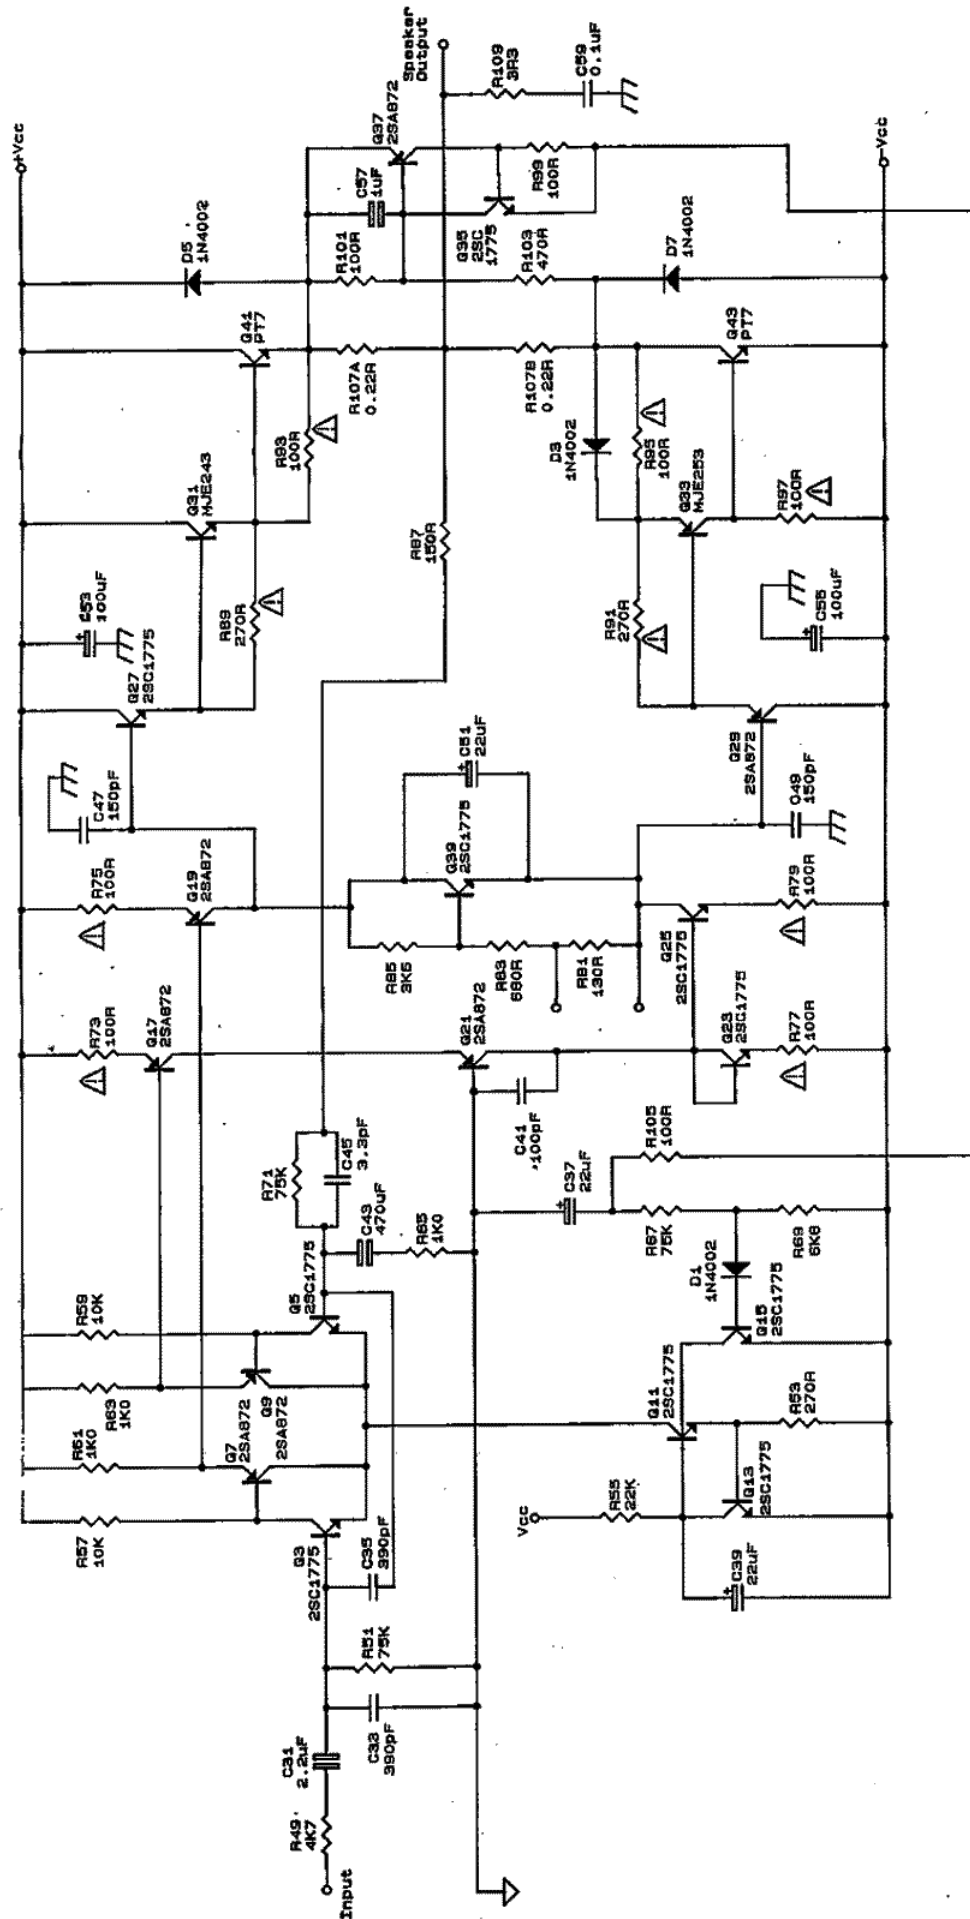 Speaker
Output
+Vcc
R109
3R3
C59
0.1uF
Q37
2SA872
C57
1uF
D5
1N4002
R101
100R
Q35
2SC
1775
R99
100R
R103
470R
D7
1N4002
-Vcc
Q41
PT7
R107A
0.22R
R107B
0.22R
Q43
PT7
R93
100R
D3
1N4002
R95
100R
Q31
MJE243
R87
150R
Q33
MJE253
R97
100R
C53
100uF
R89
270R
R91
270R
C55
100uF
Q27
2SC1775
Q29
2SA872
C47
150pF
C51
22uF
C49
150pF
R75
100R
Q19
2SA872
Q39
2SC1775
R85
3K6
R83
680R
R81
130R
Q25
2SC1775
R79
100R
R73
100R
Q17
2SA872
Q21
2SA872
Q23
2SC1775
R77
100R
R71
75K
C45
3.3pF
C41
100pF
R105
100R
C43
470uF
R65
1K0
C37
22uF
R67
75K
R69
6K8
D1
1N4002
R59
10K
Q5
2SC1775
Q15
2SC1775
R63
1K0
Q9
2SA872
Q11
2SC1775
R53
270R
R61
1K0
Q7
2SA872
Q13
2SC1775
R57
10K
Q3
2SC1775
C35
390pF
Vcc
R55
22K
C39
22uF
R51
75K
C33
390pF
C31
2.2uF
R49
4K7
Input